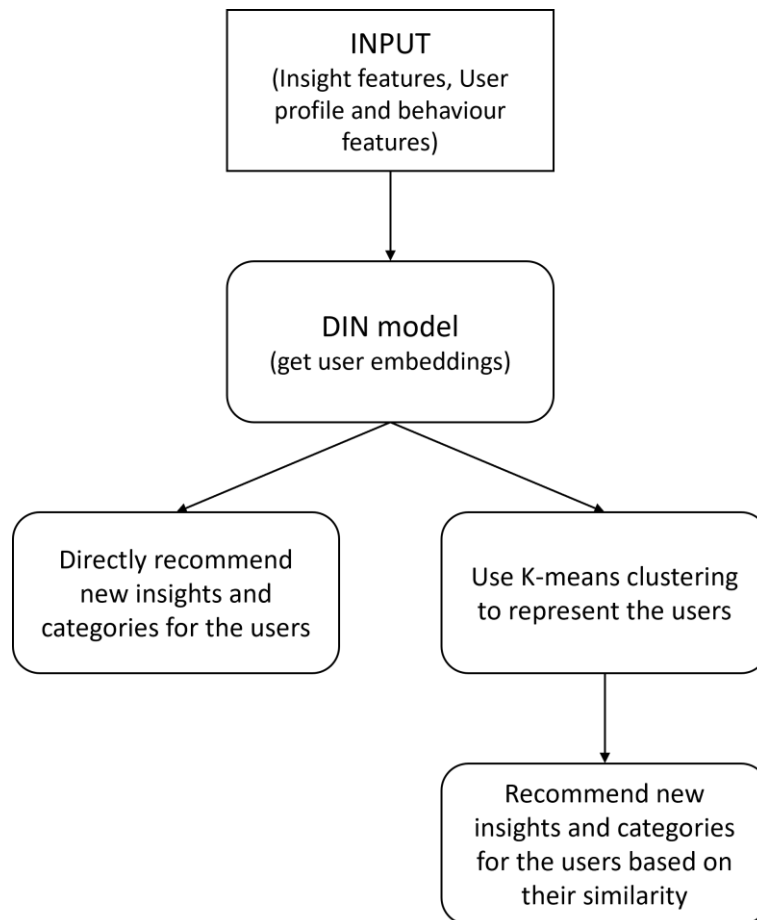 INPUT
(Insight features, User
profile and behaviour
features)
DIN model
(get user embeddings)
Directly recommend
new insights and
categories for the users
Use K-means clustering
to represent the users
Recommend new
insights and categories
for the users based on
their similarity